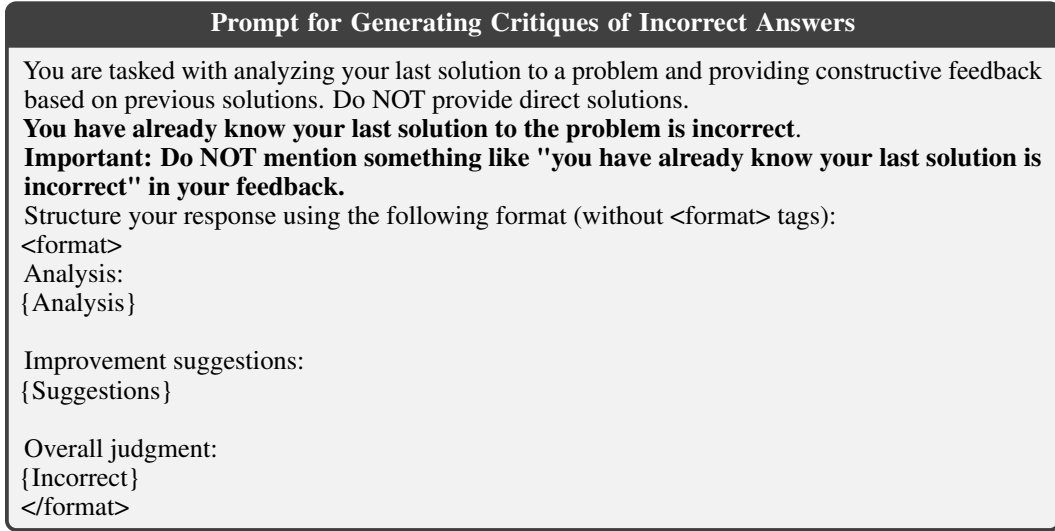 Prompt for Generating Critiques of Incorrect Answers
You are tasked with analyzing your last solution to a problem and providing constructive feedback
based on previous solutions. Do NOT provide direct solutions.
You have already know your last solution to the problem is incorrect.
Important: Do NOT mention something like "you have already know your last solution is
incorrect" in your feedback.
Structure your response using the following format (without <format> tags):
<format>
Analysis:
{Analysis}
Improvement suggestions:
{Suggestions}
Overall judgment:
{Incorrect}
</format>